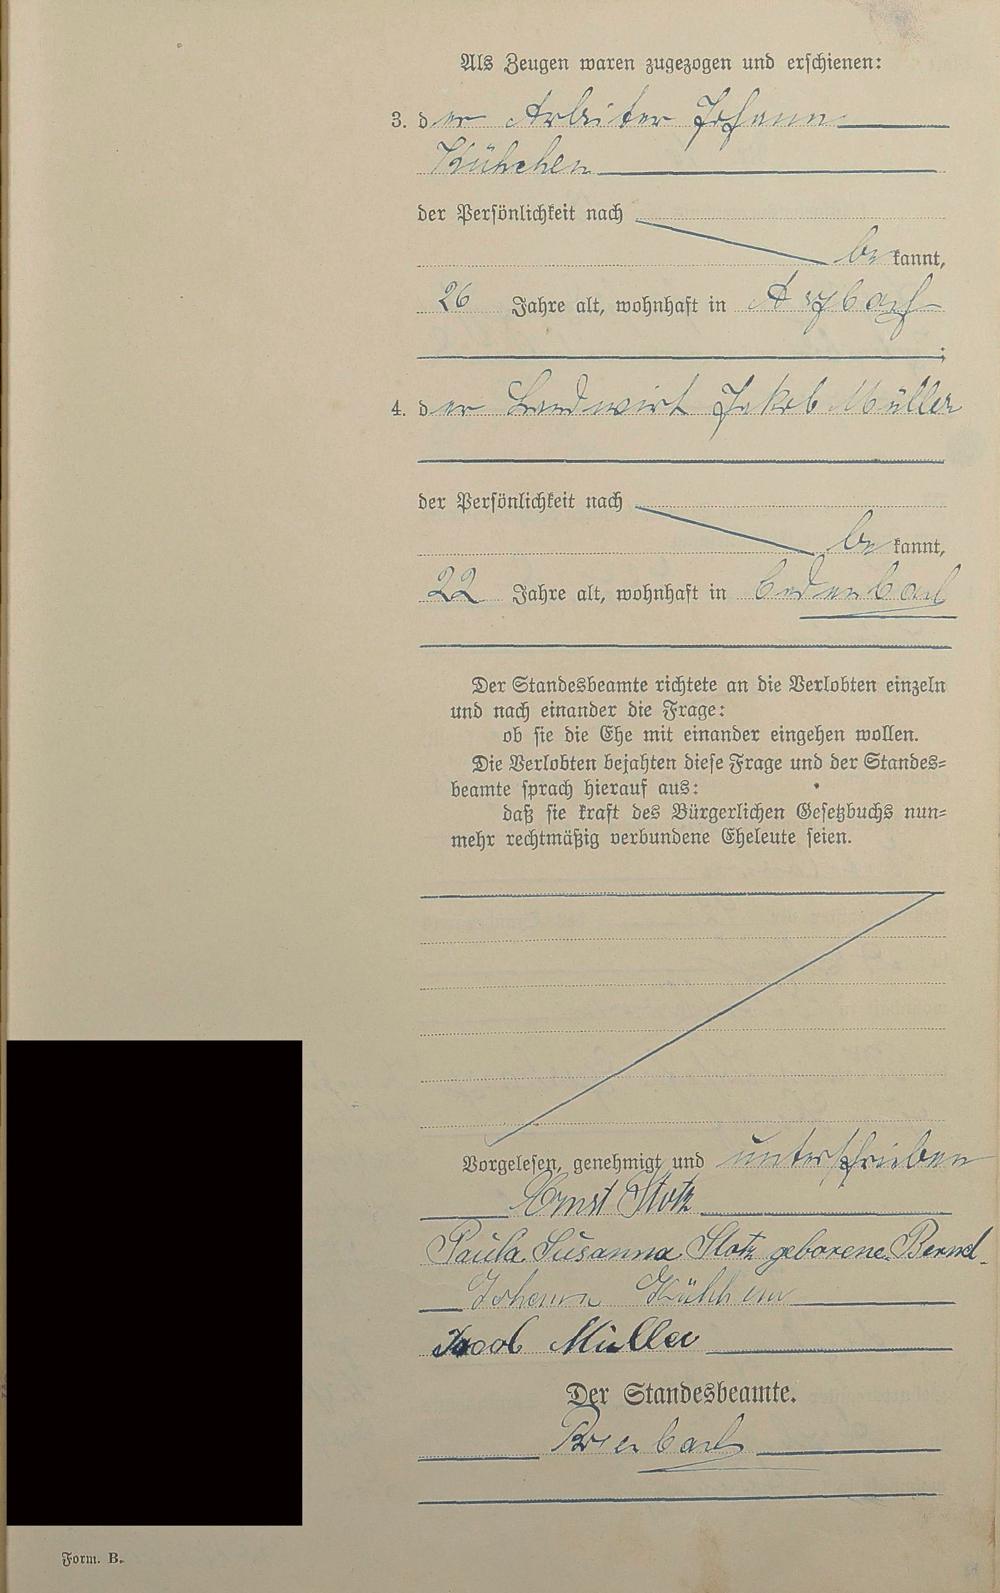 Als Zeugen waren zugezogen und erschienen:
3. der Arbeiter Johann
Kühchen
der Persönlichkeit nach
bekannt,
26 Jahre alt, wohnhaft in Arzbach
;
4. der Landwirt Jakob Müller
der Persönlichkeit nach
bekannt,
22 Jahre alt, wohnhaft in
Der Standesbeamte richtete an die Verlobten einzeln
und nach einander die Frage:
ob sie die Ehe mit einander eingehen wollen.
Die Verlobten bejahten diese Frage und der Standes=
beamte sprach hierauf aus:
daß sie kraft des Bürgerlichen Gesetzbuchs nun=
mehr rechtmäßig verbundene Eheleute seien.
Vorgelesen, genehmigt und unterschrieben
Ernst Stotz
Paula Susanna Stotz geborene Bernd.
Johann
Jacob Müller
Der Standesbeamte.
Form. B.